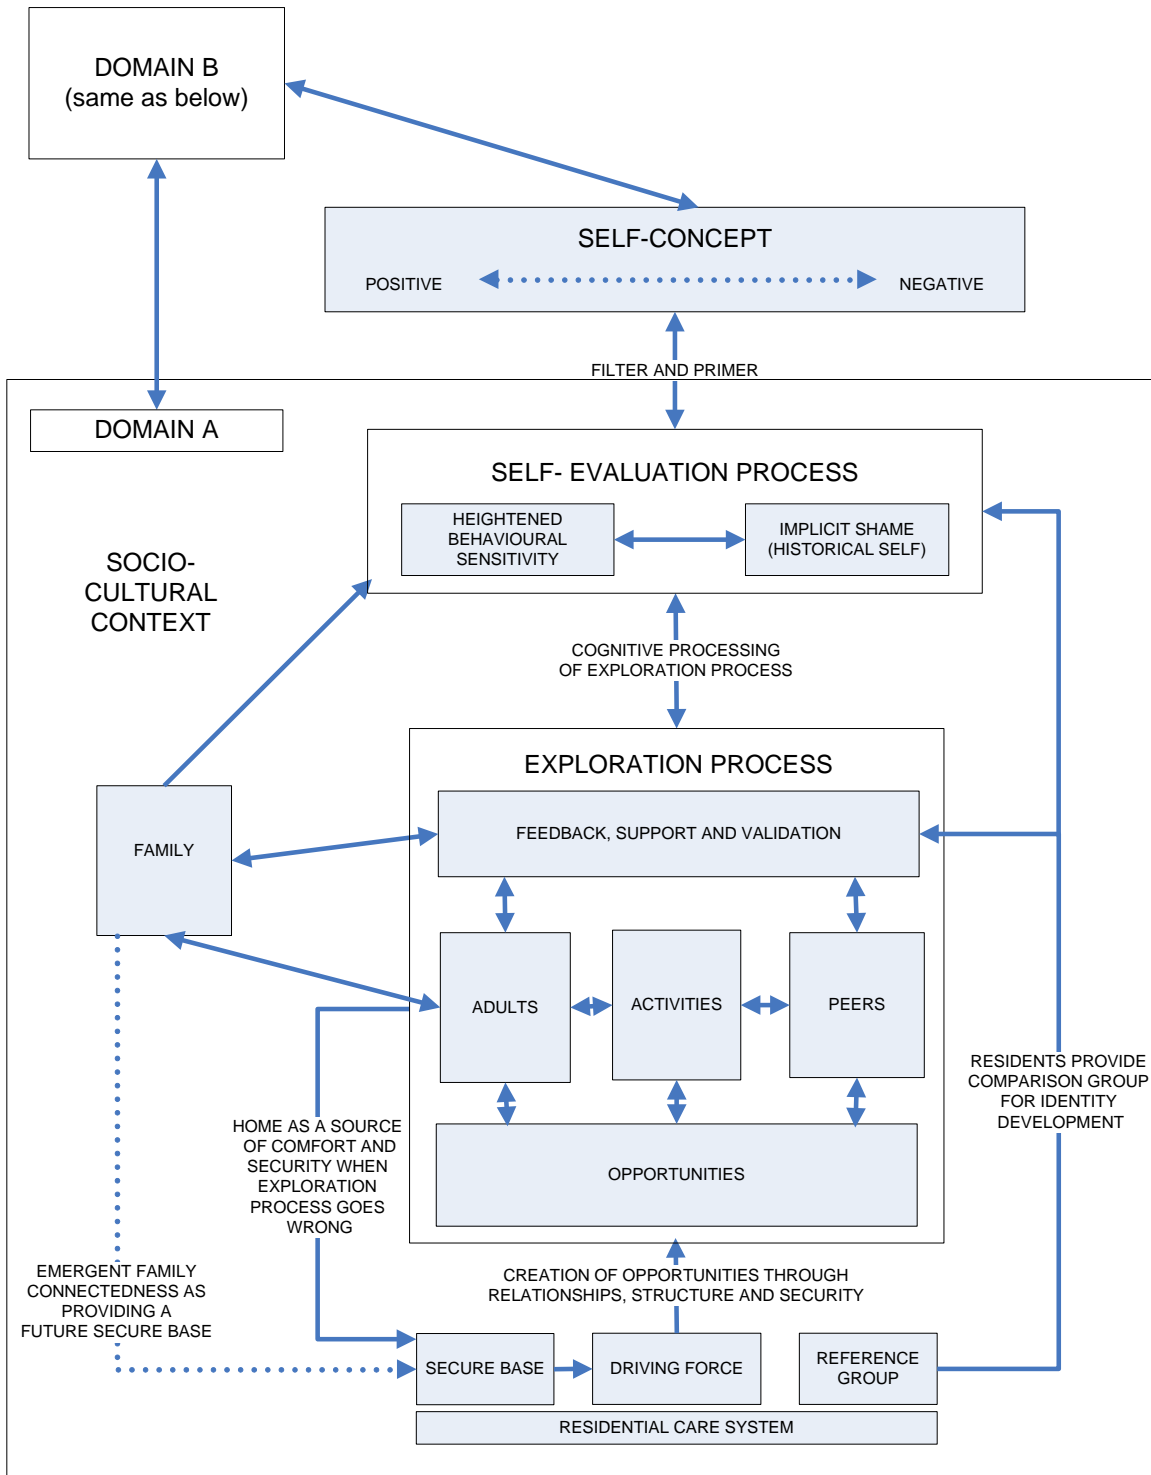 DOMAIN B
(same as below)
SELF-CONCEPT
POSITIVE
NEGATIVE
FILTER AND PRIMER
DOMAIN A
SELF- EVALUATION PROCESS
HEIGHTENED
BEHAVIOURAL
SENSITIVITY
IMPLICIT SHAME
(HISTORICAL SELF)
SOCIO-
CULTURAL
CONTEXT
COGNITIVE PROCESSING
OF EXPLORATION PROCESS
EXPLORATION PROCESS
FEEDBACK, SUPPORT AND VALIDATION
FAMILY
ADULTS
ACTIVITIES
PEERS
RESIDENTS PROVIDE
COMPARISON GROUP
FOR IDENTITY
DEVELOPMENT
HOME AS A SOURCE
OF COMFORT AND
SECURITY WHEN
EXPLORATION
PROCESS GOES
WRONG
OPPORTUNITIES
EMERGENT FAMILY
CONNECTEDNESS AS
PROVIDING A
FUTURE SECURE BASE
CREATION OF OPPORTUNITIES THROUGH
RELATIONSHIPS, STRUCTURE AND SECURITY
SECURE BASE
DRIVING FORCE
REFERENCE
GROUP
RESIDENTIAL CARE SYSTEM